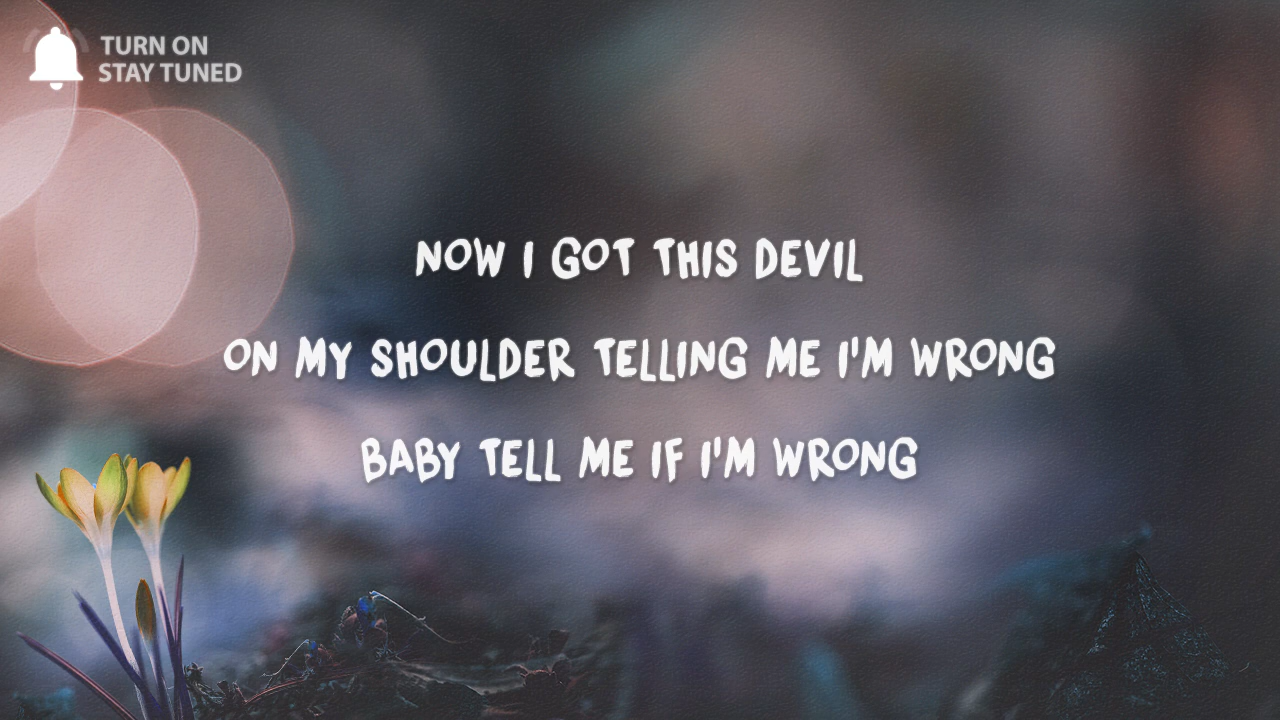 TURN ON
STAY TUNED
NOW I GOT THIS DEVIL
ON MY SHOULDER TELLING ME I'M WRONG
BABY TELL ME IF I'M WRONG